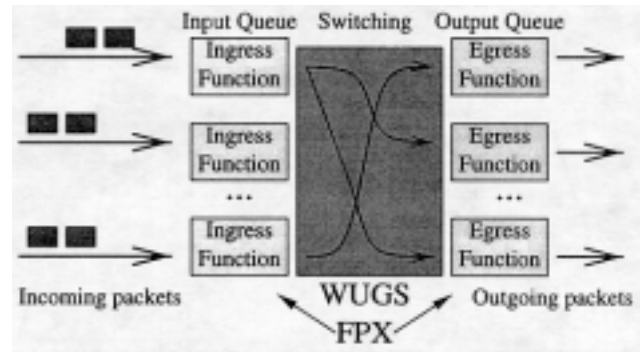 Input Queue Switching Output Queue
Ingress
Function
Egress
Function
Ingress
Function
Egress
Function
... ...
Ingress
Function
Egress
Function
Incoming packets WUGS Outgoing packets
FPX